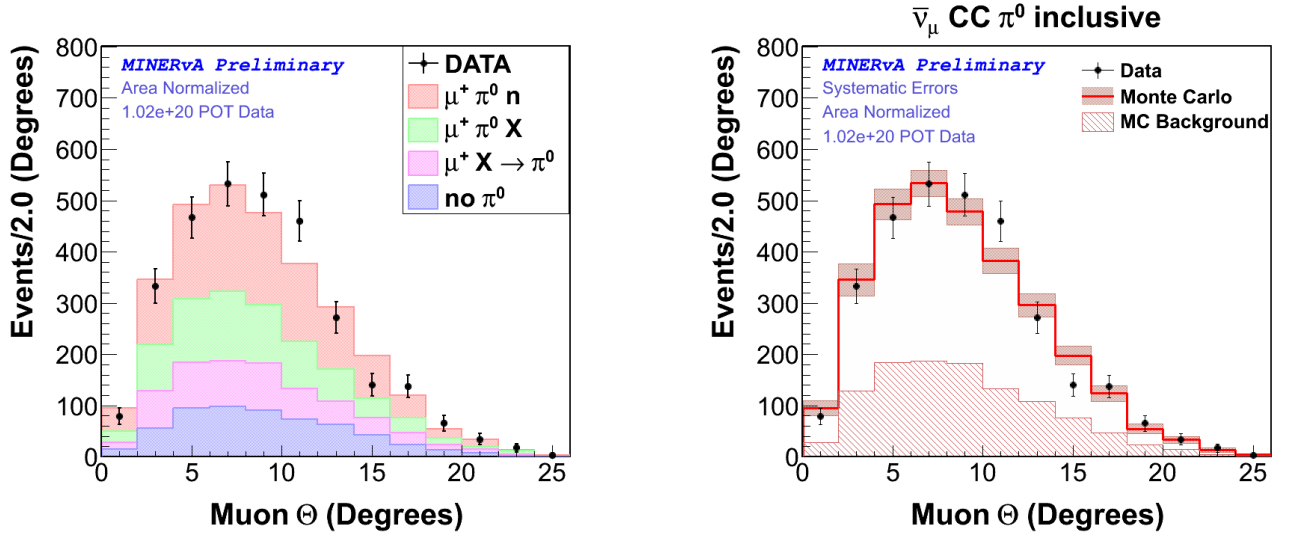 800
700
600
500
400
300
200
100
0
Events/2.0 (Degrees)
MINERνA Preliminary
Area Normalized
1.02e+20 POT Data
DATA
μ⁺ π⁰ n
μ⁺ π⁰ X
μ⁺ X → π⁰
no π⁰
0 5 10 15 20 25
Muon Θ (Degrees)
ν̄μ CC π⁰ inclusive
800
700
600
500
400
300
200
100
0
Events/2.0 (Degrees)
MINERνA Preliminary
Systematic Errors
Area Normalized
1.02e+20 POT Data
Data
Monte Carlo
MC Background
0 5 10 15 20 25
Muon Θ (Degrees)